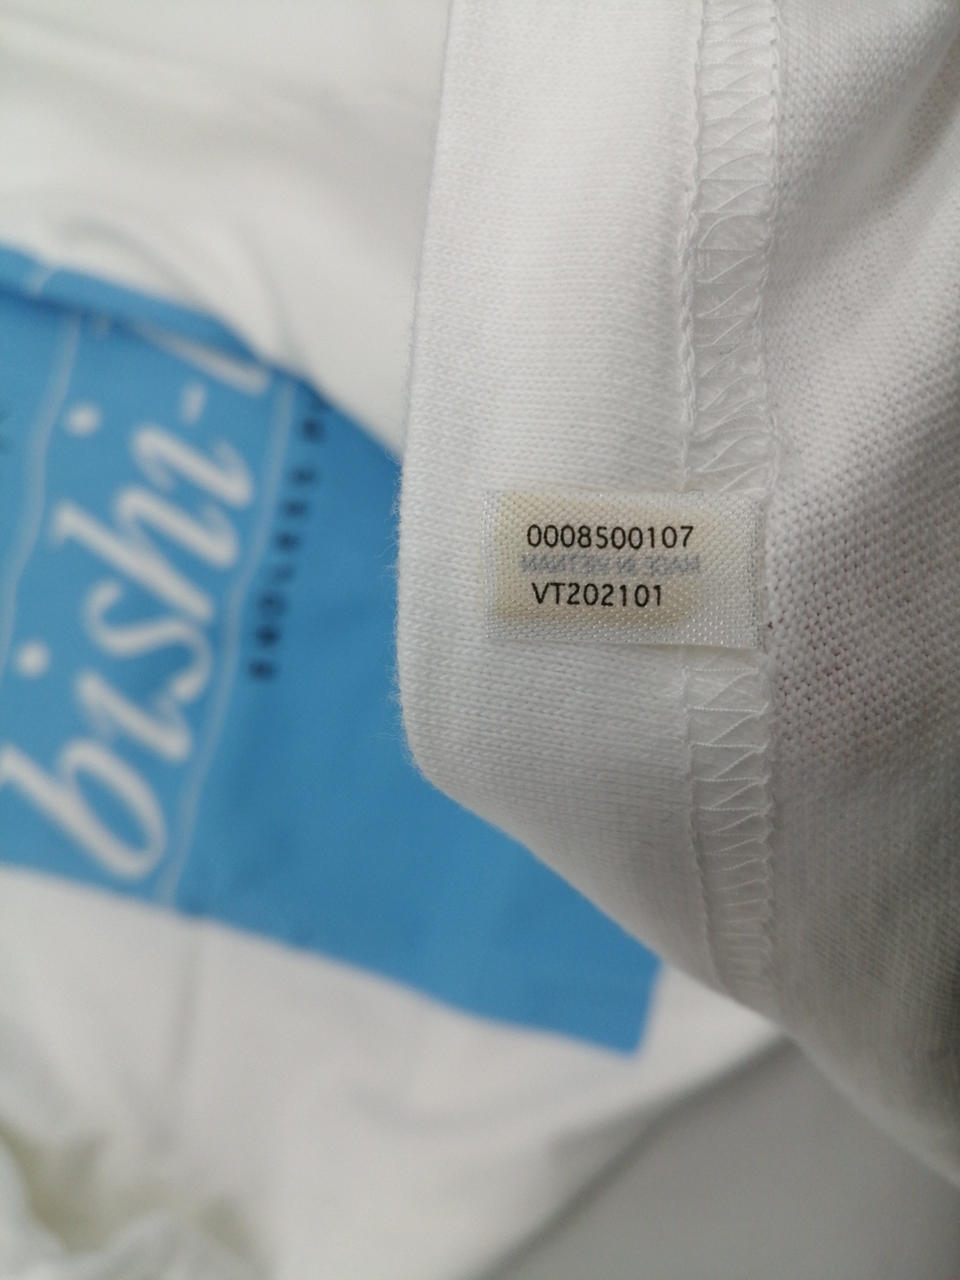 0008500107
MADE IN VIETNAM
VT202101
bishi-